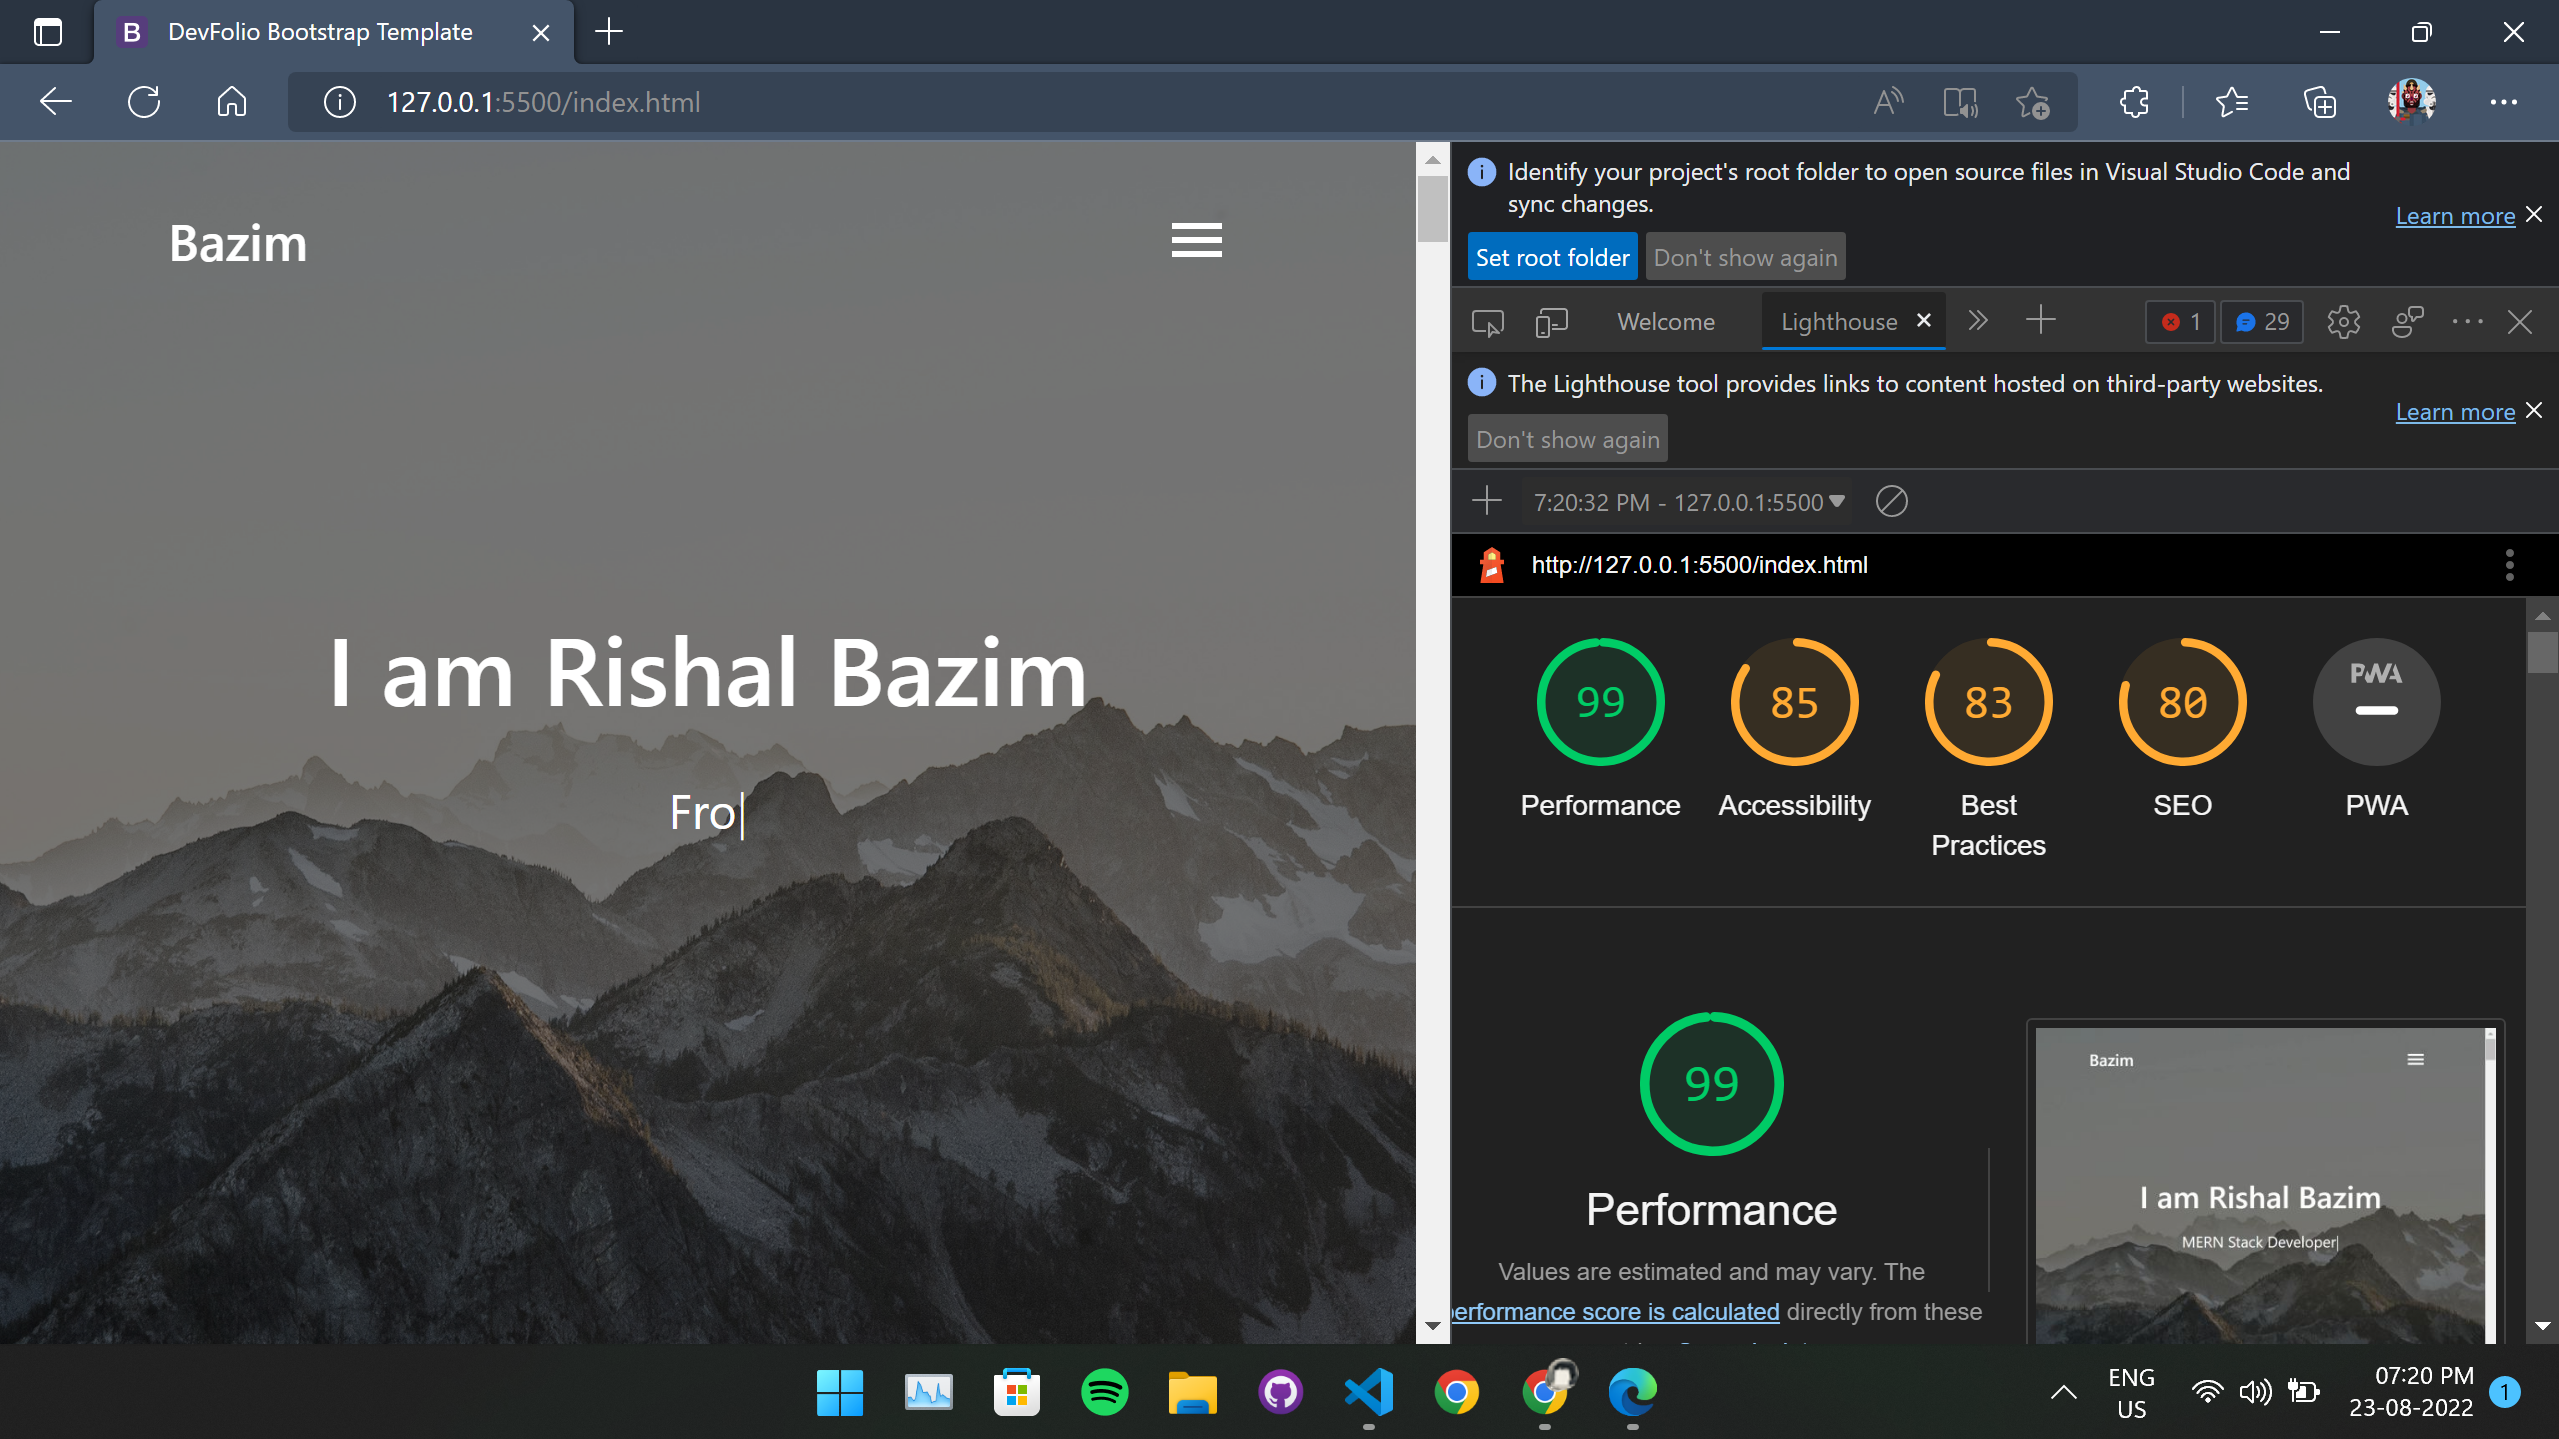 B DevFolio Bootstrap Template
127.0.0.1:5500/index.html
Bazim
I am Rishal Bazim
Fro|
Identify your project's root folder to open source files in Visual Studio Code and
sync changes.
Learn more
Set root folder Don't show again
Welcome Lighthouse 1 29
The Lighthouse tool provides links to content hosted on third-party websites.
Learn more
Don't show again
7:20:32 PM - 127.0.0.1:5500
http://127.0.0.1:5500/index.html
99 85 83 80 PWA
Performance Accessibility Best SEO PWA
Practices
99
Performance
Values are estimated and may vary. The
performance score is calculated directly from these
Bazim
I am Rishal Bazim
MERN Stack Developer|
ENG
US
07:20 PM
23-08-2022
1